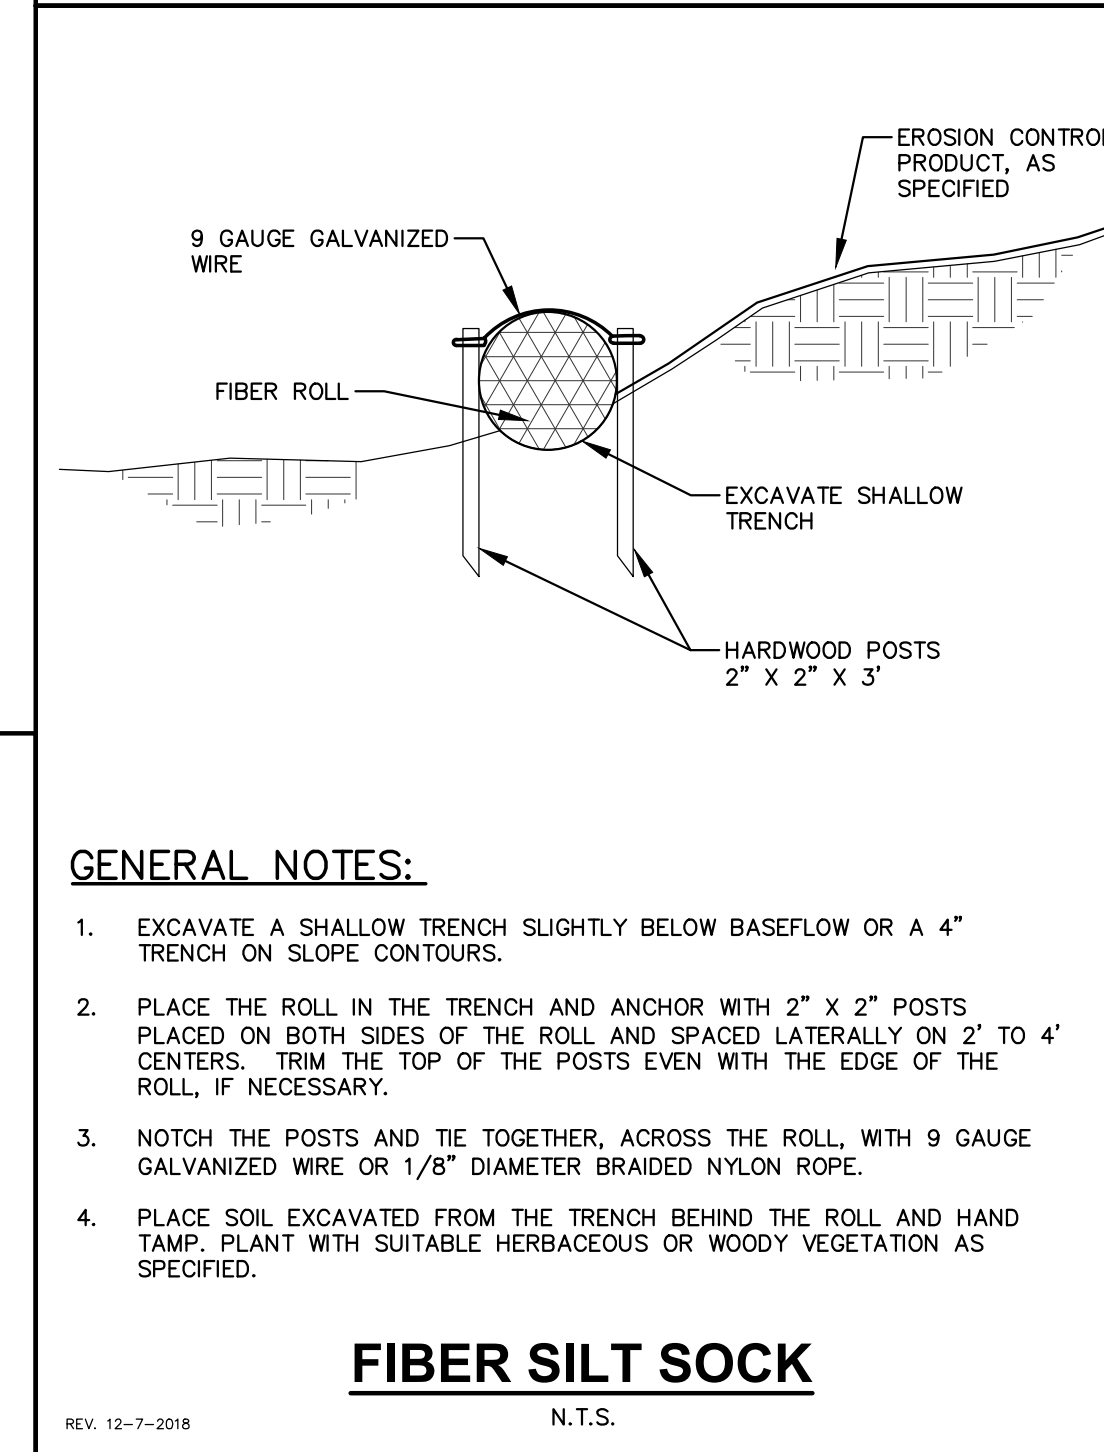 EROSION CONTROL
PRODUCT, AS
SPECIFIED
9 GAUGE GALVANIZED
WIRE
FIBER ROLL
EXCAVATE SHALLOW
TRENCH
HARDWOOD POSTS
2” X 2” X 3'
GENERAL NOTES:
1. EXCAVATE A SHALLOW TRENCH SLIGHTLY BELOW BASEFLOW OR A 4”
TRENCH ON SLOPE CONTOURS.
2. PLACE THE ROLL IN THE TRENCH AND ANCHOR WITH 2” X 2” POSTS
PLACED ON BOTH SIDES OF THE ROLL AND SPACED LATERALLY ON 2' TO 4'
CENTERS. TRIM THE TOP OF THE POSTS EVEN WITH THE EDGE OF THE
ROLL, IF NECESSARY.
3. NOTCH THE POSTS AND TIE TOGETHER, ACROSS THE ROLL, WITH 9 GAUGE
GALVANIZED WIRE OR 1/8” DIAMETER BRAIDED NYLON ROPE.
4. PLACE SOIL EXCAVATED FROM THE TRENCH BEHIND THE ROLL AND HAND
TAMP. PLANT WITH SUITABLE HERBACEOUS OR WOODY VEGETATION AS
SPECIFIED.
FIBER SILT SOCK
N.T.S.
REV. 12-7-2018